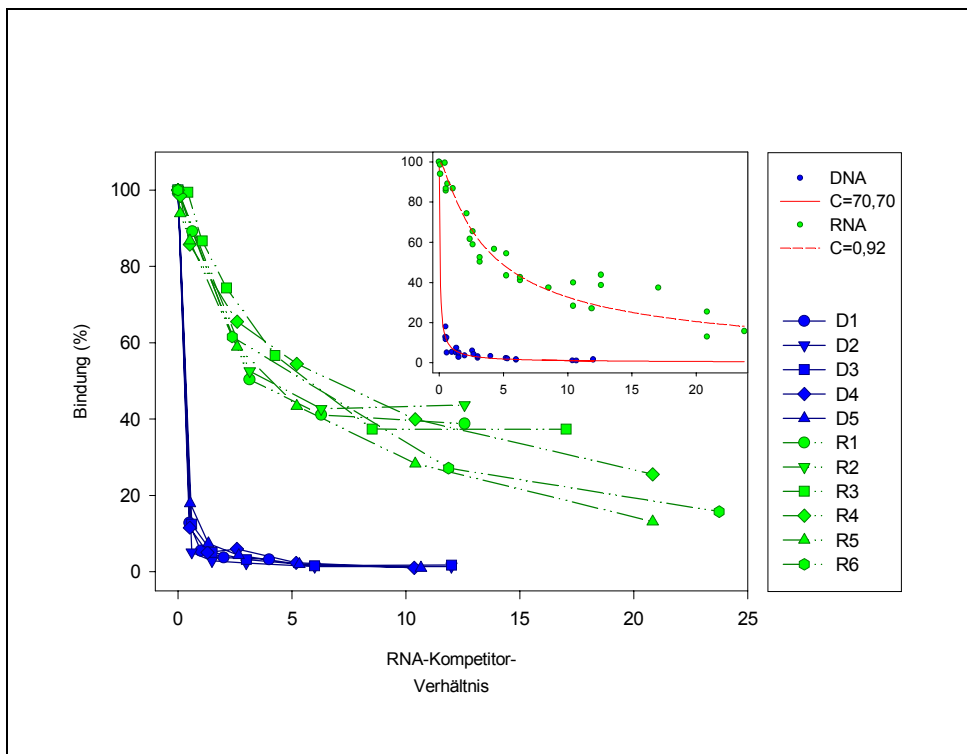 100
80
60
40
20
0
Bindung (%)
0
5
10
15
20
25
RNA-Kompetitor-
Verhältnis
100
80
60
40
20
0
0
5
10
15
20
DNA
C=70,70
RNA
C=0,92
D1
D2
D3
D4
D5
R1
R2
R3
R4
R5
R6